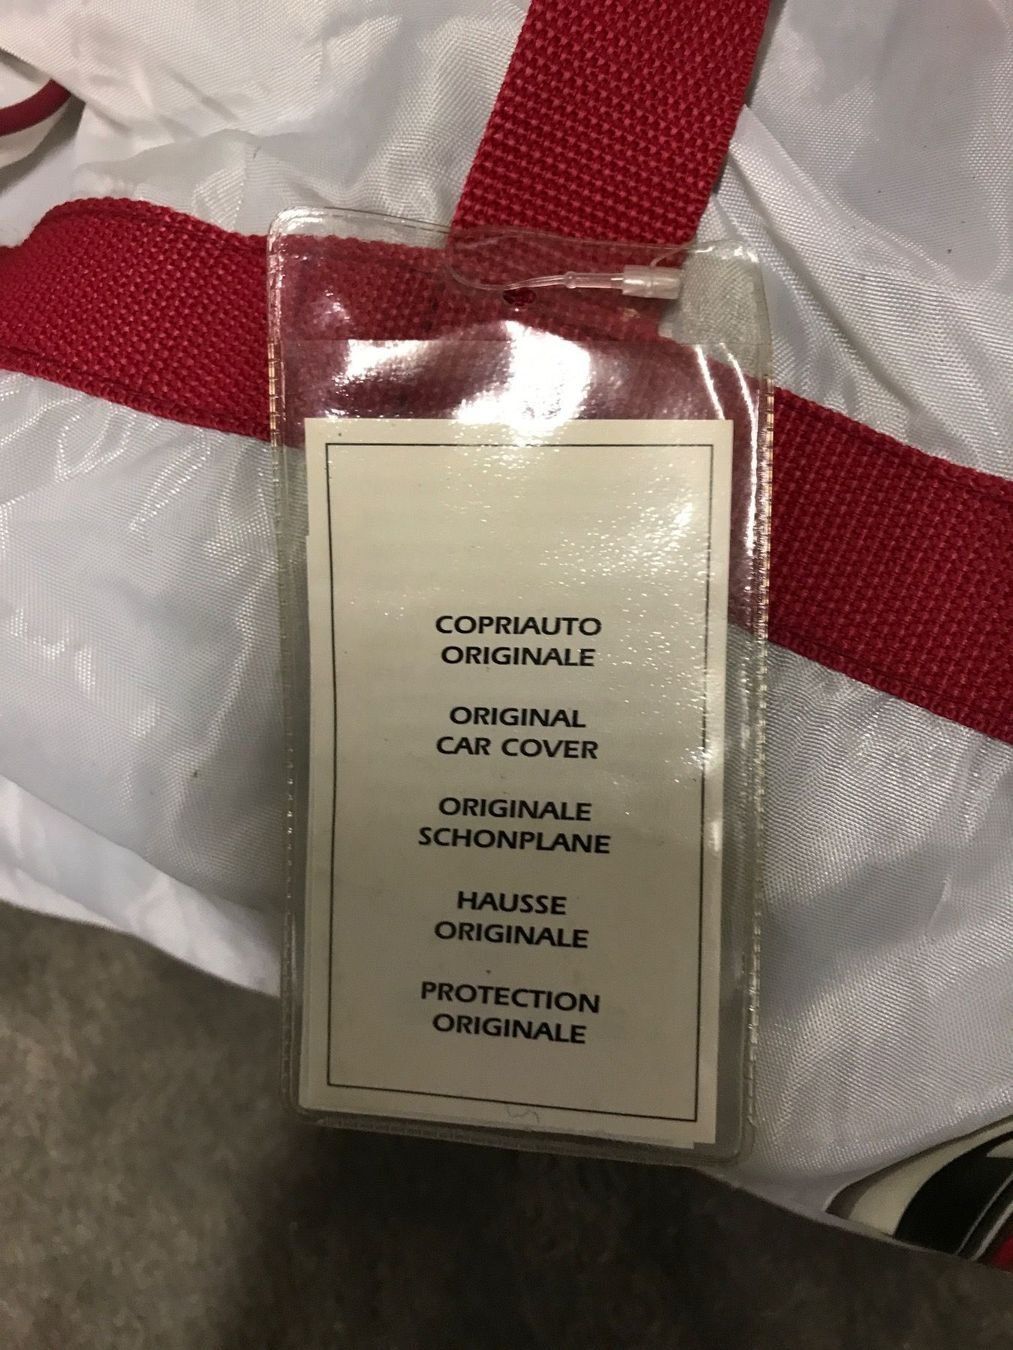 COPRIAUTO
ORIGINALE
ORIGINAL
CAR COVER
ORIGINALE
SCHONPLANE
HAUSSE
ORIGINALE
PROTECTION
ORIGINALE